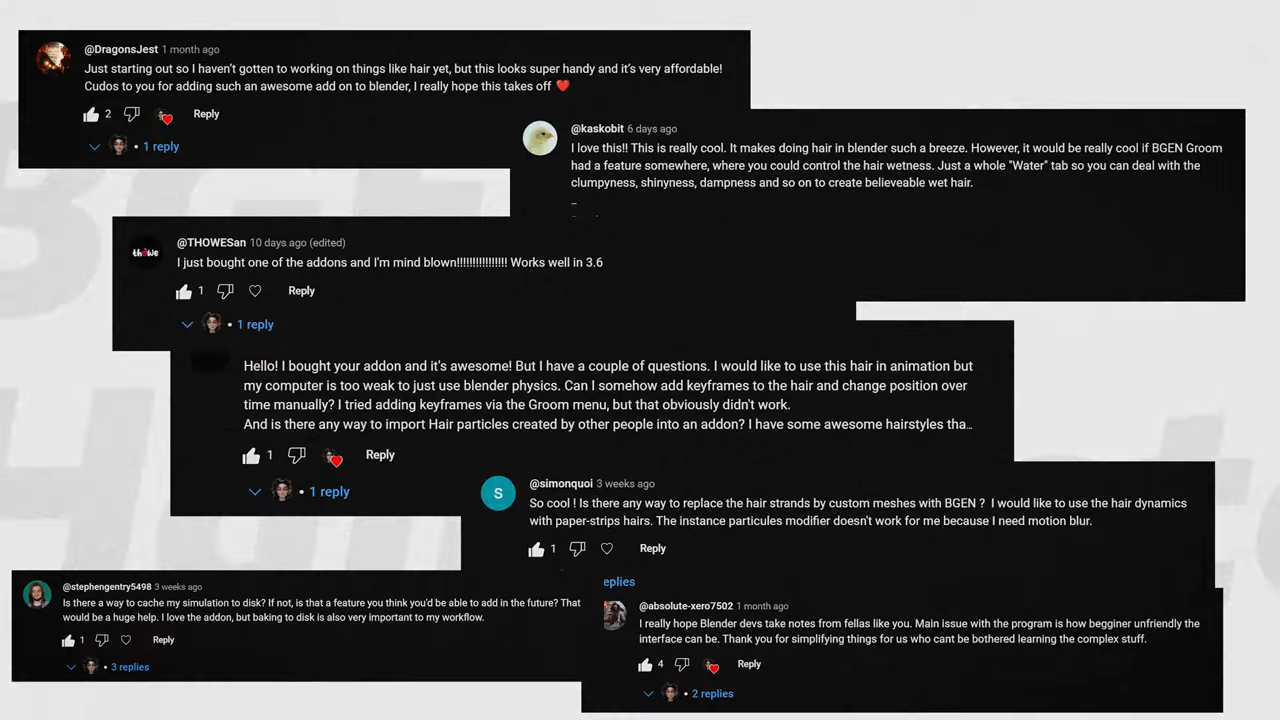 @DragonsJest 1 month ago
Just starting out so I haven't gotten to working on things like hair yet, but this looks super handy and it's very affordable!
Cudos to you for adding such an awesome add on to blender, I really hope this takes off ❤️
2 Reply
1 reply
@kaskobit 6 days ago
I love this!! This is really cool. It makes doing hair in blender such a breeze. However, it would be really cool if BGEN Groom
had a feature somewhere, where you could control the hair wetness. Just a whole "Water" tab so you can deal with the
clumpyness, shinyness, dampness and so on to create believeable wet hair.
@THOWESan 10 days ago (edited)
I just bought one of the addons and I'm mind blown!!!!!!!!!!!!!!!! Works well in 3.6
1 Reply
1 reply
Hello! I bought your addon and it's awesome! But I have a couple of questions. I would like to use this hair in animation but
my computer is too weak to just use blender physics. Can I somehow add keyframes to the hair and change position over
time manually? I tried adding keyframes via the Groom menu, but that obviously didn't work.
And is there any way to import Hair particles created by other people into an addon? I have some awesome hairstyles tha…
1 Reply
1 reply
S
@simonquoi 3 weeks ago
So cool ! Is there any way to replace the hair strands by custom meshes with BGEN ? I would like to use the hair dynamics
with paper-strips hairs. The instance particules modifier doesn't work for me because I need motion blur.
1 Reply
eplies
@stephengentry5498 3 weeks ago
Is there a way to cache my simulation to disk? If not, is that a feature you think you'd be able to add in the future? That
would be a huge help. I love the addon, but baking to disk is also very important to my workflow.
1 Reply
3 replies
@absolute-xero7502 1 month ago
I really hope Blender devs take notes from fellas like you. Main issue with the program is how begginer unfriendly the
interface can be. Thank you for simplifying things for us who cant be bothered learning the complex stuff.
4 Reply
2 replies